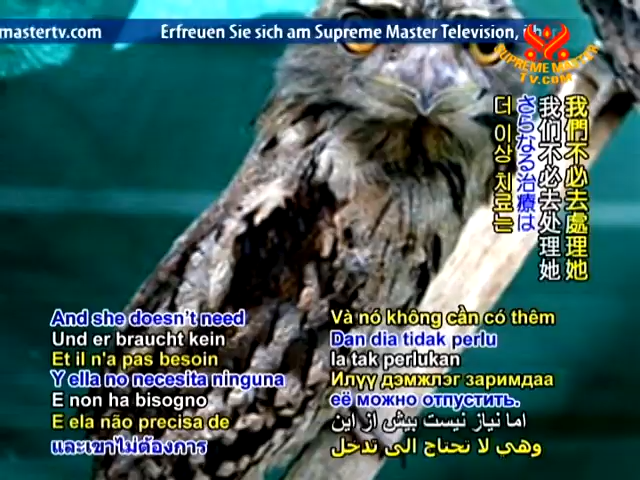 mastertv.com
Erfreuen Sie sich am Supreme Master Television, über
SUPREME MASTER
TV.COM
我們不必去處理她
我们不必去处理她
さらなる治療は
더 이상 치료는
And she doesn't need
Und er braucht kein
Et il n'a pas besoin
Y ella no necesita ninguna
E non ha bisogno
E ela não precisa de
และเขาไม่ต้องการ
Và nó không cần có thêm
Dan dia tidak perlu
Ia tak perlukan
Илүү дэмжлэг заримдаа
её можно отпустить.
اما نیاز نیست بیش از این
وهي لا تحتاج الى تدخل